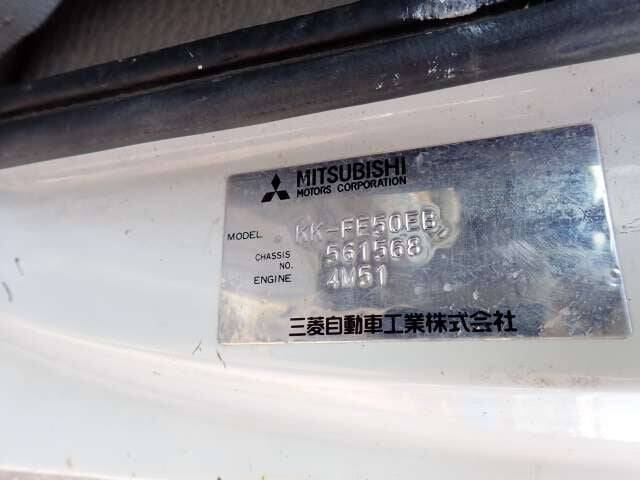 MITSUBISHI
MOTORS CORPORATION
MODEL KK-FE50EB
CHASSIS NO. 561568
ENGINE 4M51
三菱自動車工業株式会社